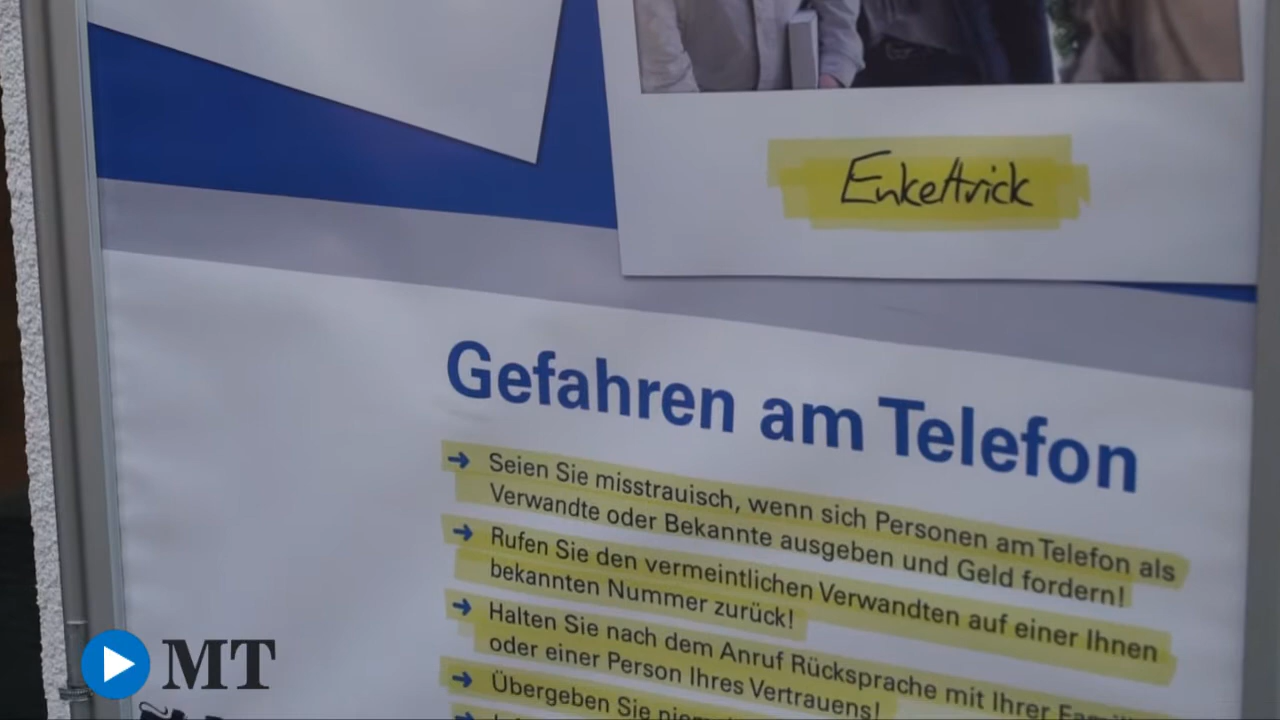 Enkeltrick
Gefahren am Telefon
→ Seien Sie misstrauisch, wenn sich Personen am Telefon als
Verwandte oder Bekannte ausgeben und Geld fordern!
→ Rufen Sie den vermeintlichen Verwandten auf einer Ihnen
bekannten Nummer zurück!
→ Halten Sie nach dem Anruf Rücksprache mit Ihrer
oder einer Person Ihres Vertrauens!
→ Übergeben Sie
MT